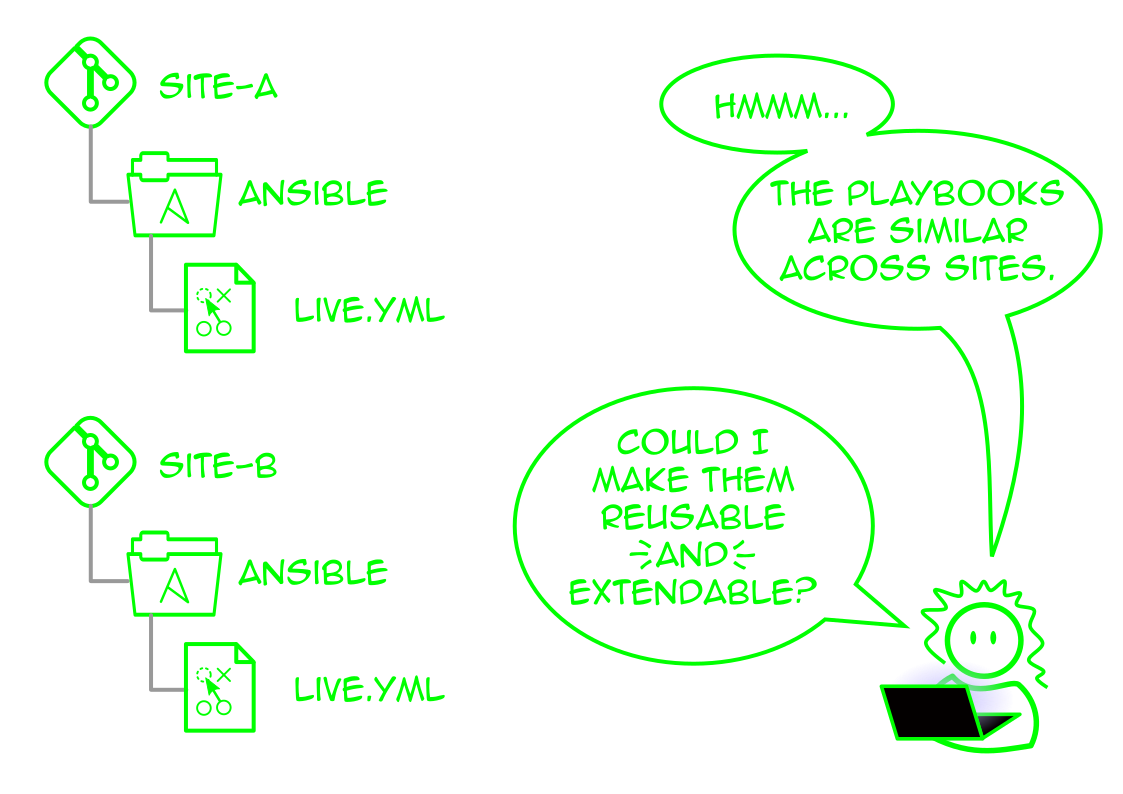 SITE-A
ANSIBLE
LIVE.YML
SITE-B
ANSIBLE
LIVE.YML
HMMM...
THE PLAYBOOKS
ARE SIMILAR
ACROSS SITES.
COULD I
MAKE THEM
REUSABLE
AND
EXTENDABLE?